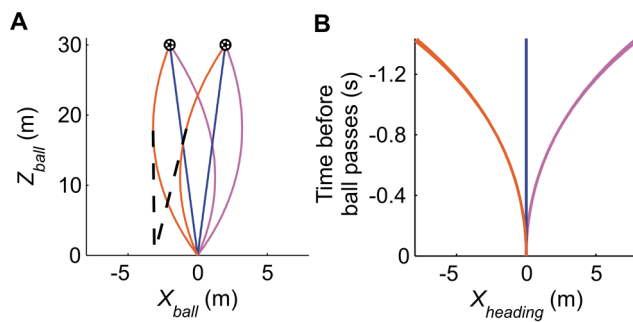 A
30
20
10
0
Z_ball (m)
-5
0
5
X_ball (m)
B
-1.2
-0.8
-0.4
0
Time before
ball passes (s)
-5
0
5
X_heading (m)